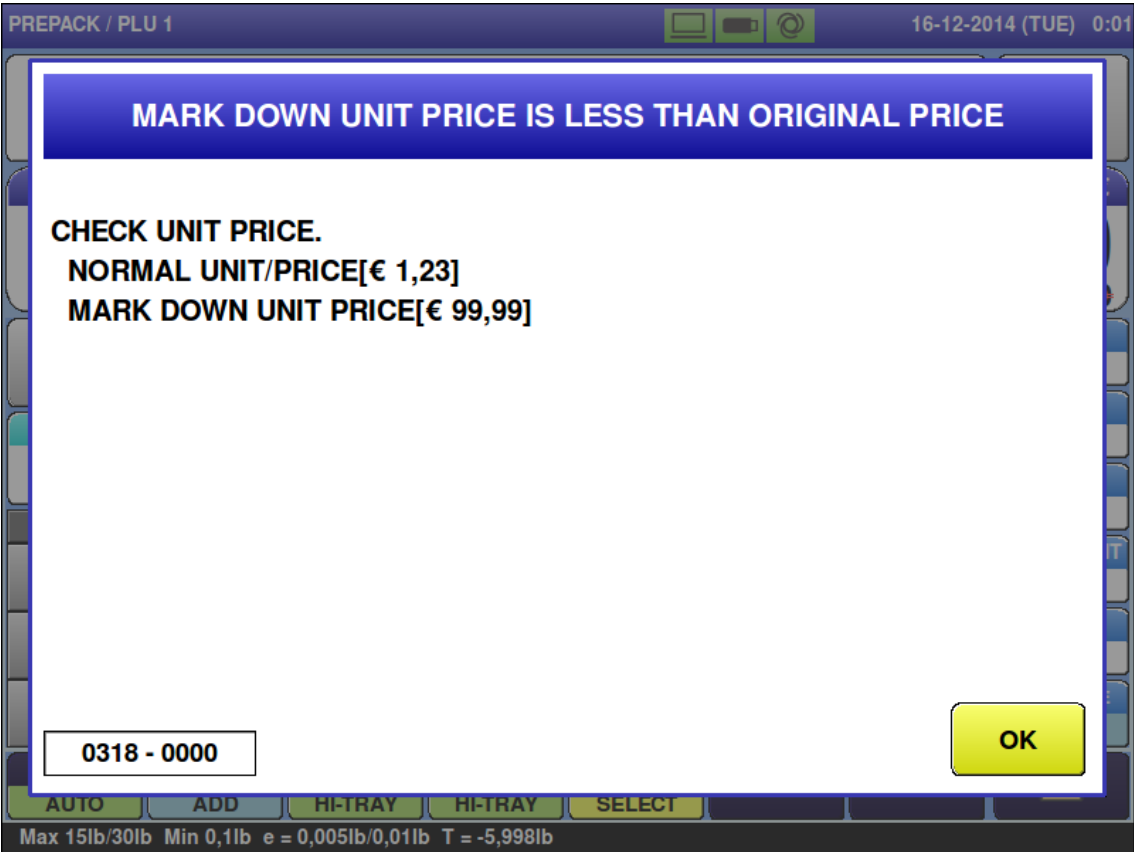 PREPACK / PLU 1 16-12-2014 (TUE) 0:01
MARK DOWN UNIT PRICE IS LESS THAN ORIGINAL PRICE
CHECK UNIT PRICE.
NORMAL UNIT/PRICE[€ 1,23]
MARK DOWN UNIT PRICE[€ 99,99]
0318 - 0000
OK
AUTO ADD HI-TRAY HI-TRAY SELECT
Max 15lb/30lb Min 0,1lb e = 0,005lb/0,01lb T = -5,998lb